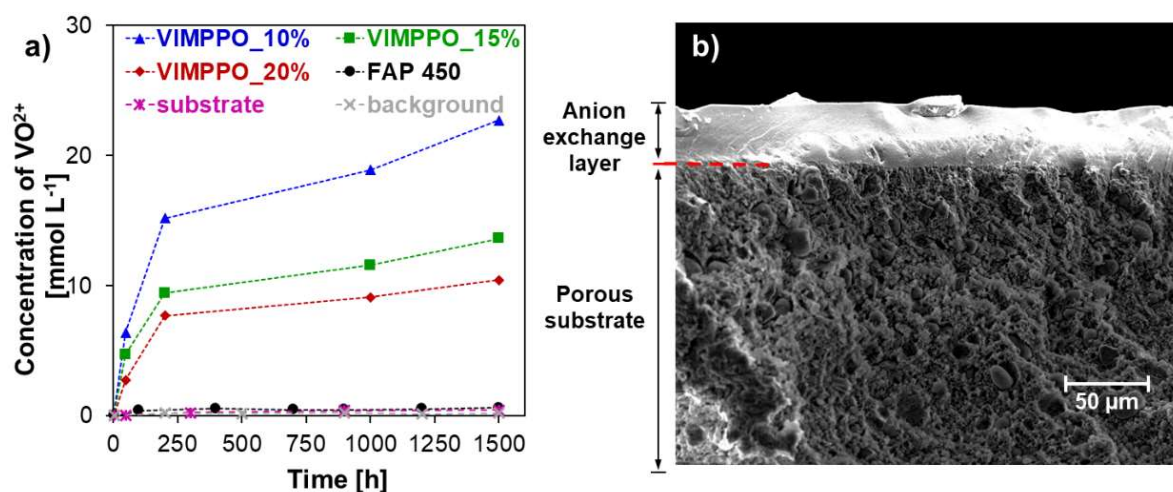 a)
VIMPPO_10%
VIMPPO_15%
VIMPPO_20%
FAP 450
substrate
background
Concentration of VO²⁺
[mmol L⁻¹]
30
20
10
0
0 250 500 750 1000 1250 1500
Time [h]
b)
Anion
exchange
layer
Porous
substrate
50 µm